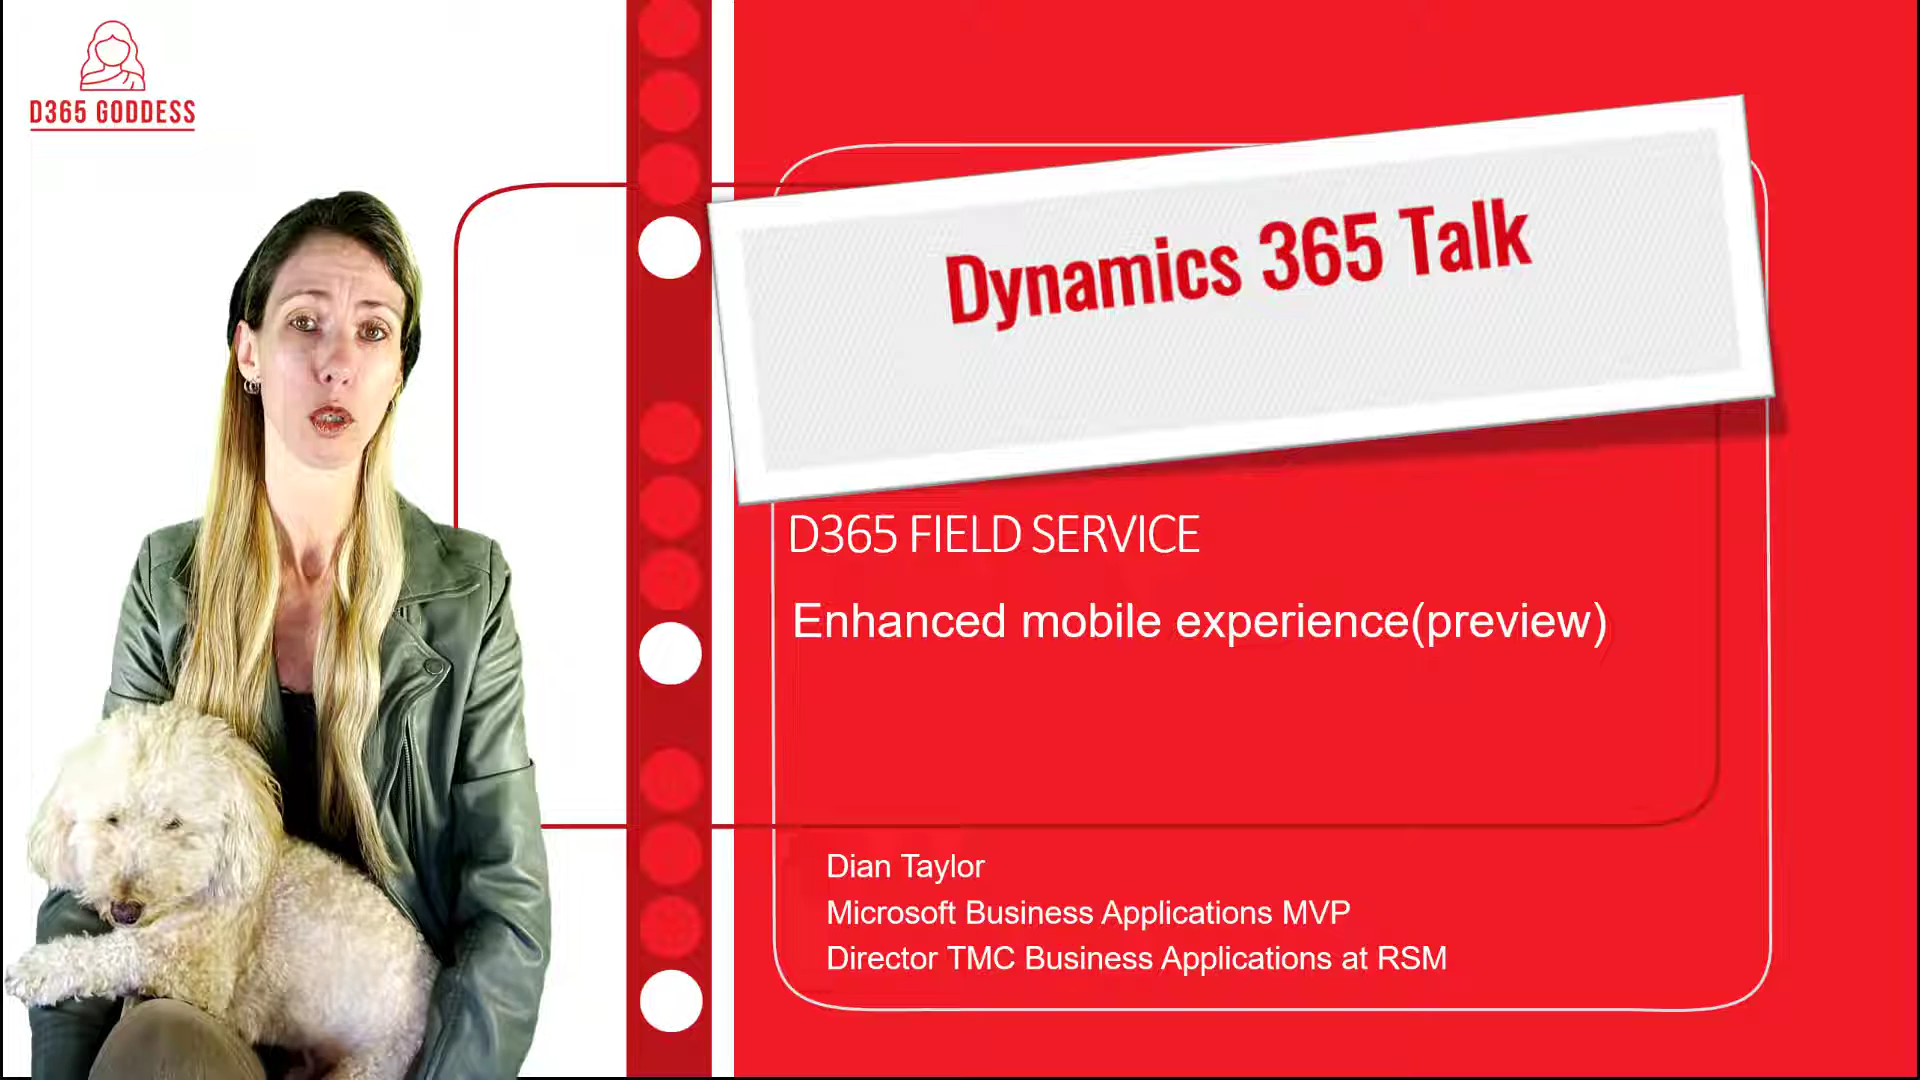 D365 GODDESS
Dynamics 365 Talk
D365 FIELD SERVICE
Enhanced mobile experience(preview)
Dian Taylor
Microsoft Business Applications MVP
Director TMC Business Applications at RSM